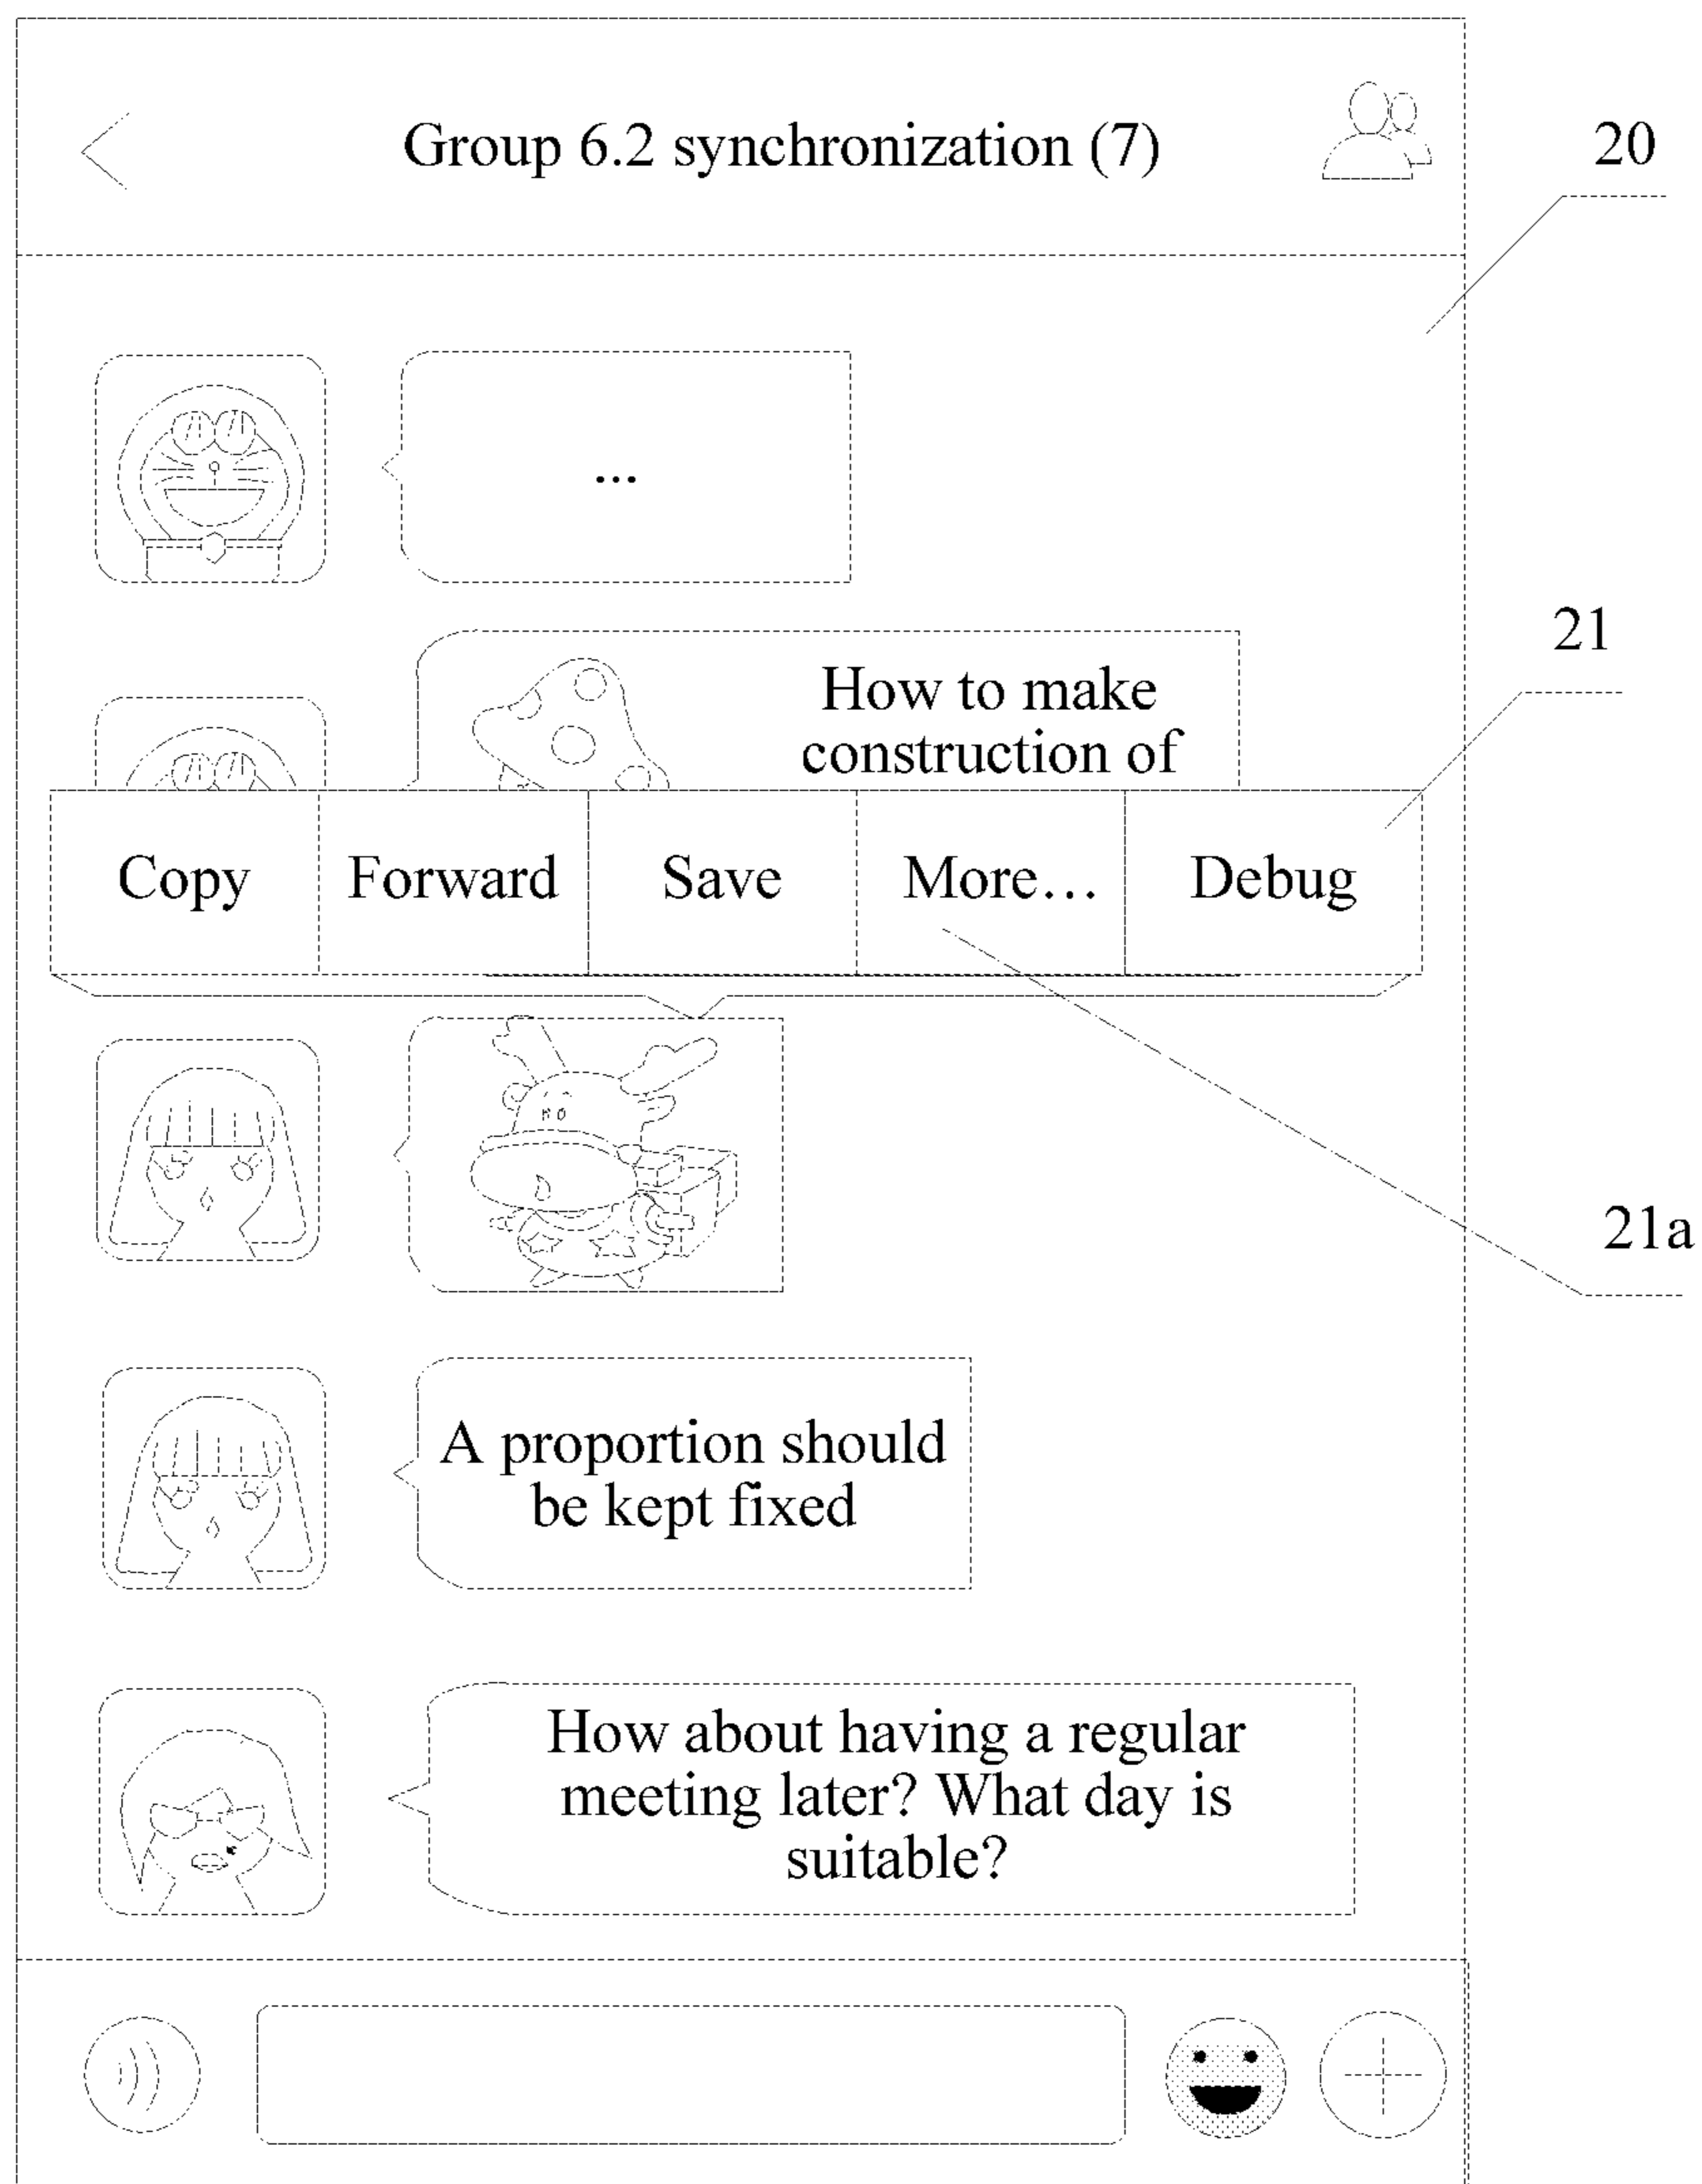 Group 6.2 synchronization (7)
20
...
21
How to make
construction of
Copy
Forward
Save
More...
Debug
21a
A proportion should
be kept fixed
How about having a regular
meeting later? What day is
suitable?